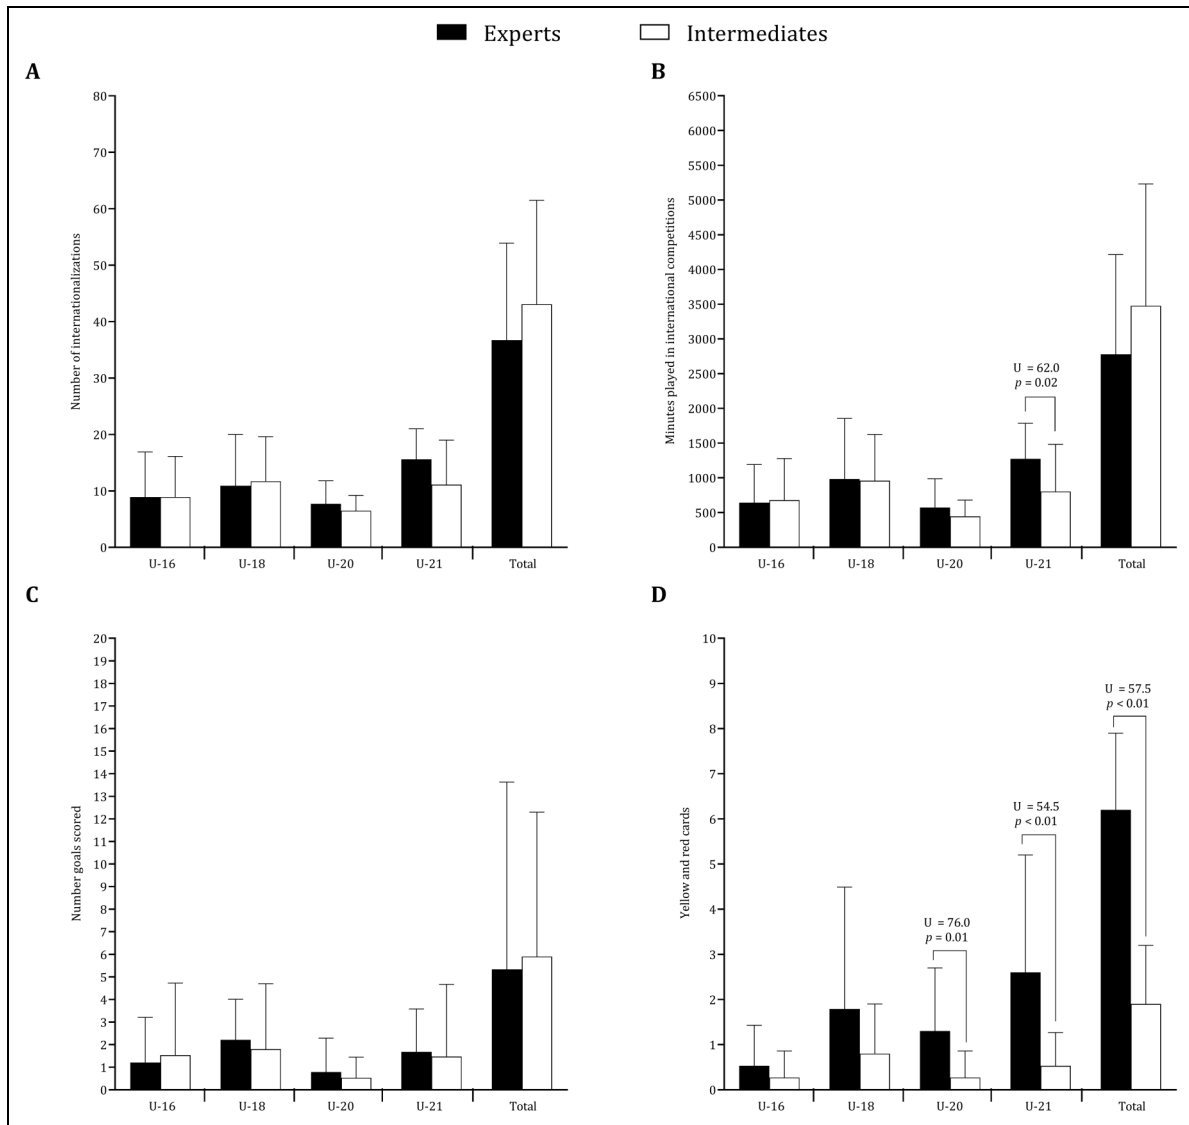 Experts Intermediates
A
80
70
60
50
40
30
20
10
0
Number of internationalizations
U-16 U-18 U-20 U-21 Total
B
6500
6000
5500
5000
4500
4000
3500
3000
2500
2000
1500
1000
500
0
Minutes played in international competitions
U = 62.0
p = 0.02
U-16 U-18 U-20 U-21 Total
C
20
19
18
17
16
15
14
13
12
11
10
9
8
7
6
5
4
3
2
1
0
Number goals scored
U-16 U-18 U-20 U-21 Total
D
10
9
8
7
6
5
4
3
2
1
0
Yellow and red cards
U = 76.0
p = 0.01
U = 54.5
p < 0.01
U = 57.5
p < 0.01
U-16 U-18 U-20 U-21 Total